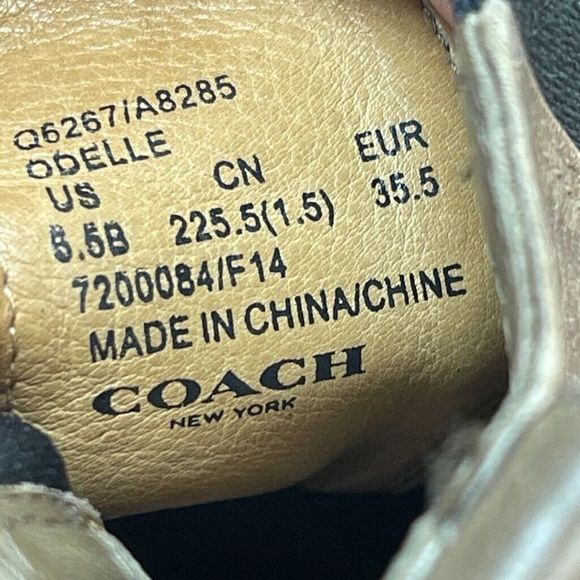 Q6267/A8285
ODELLE
US CN EUR
5.5B 225.5(1.5) 35.5
7200084/F14
MADE IN CHINA/CHINE
COACH
NEW YORK